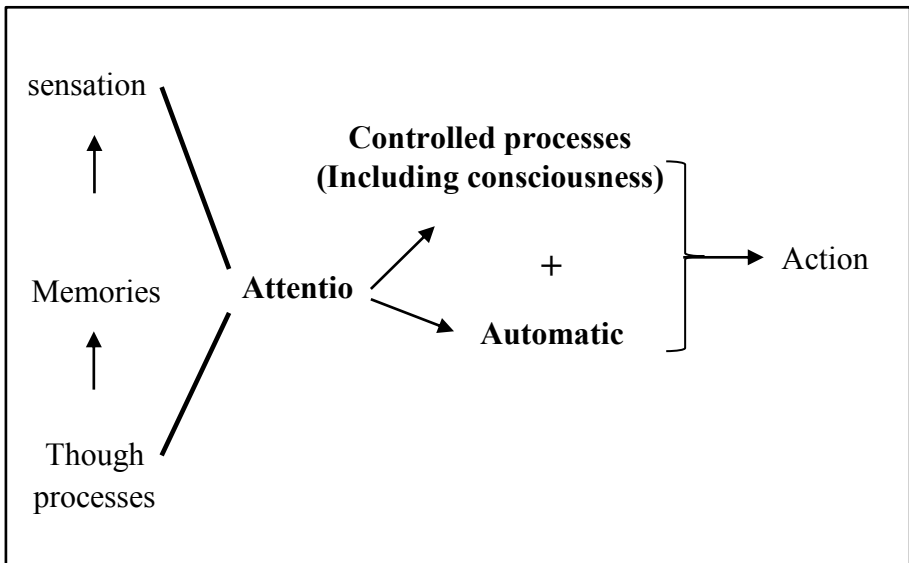 sensation
Controlled processes
(Including consciousness)
Memories
Attentio
+
Action
Automatic
Though
processes